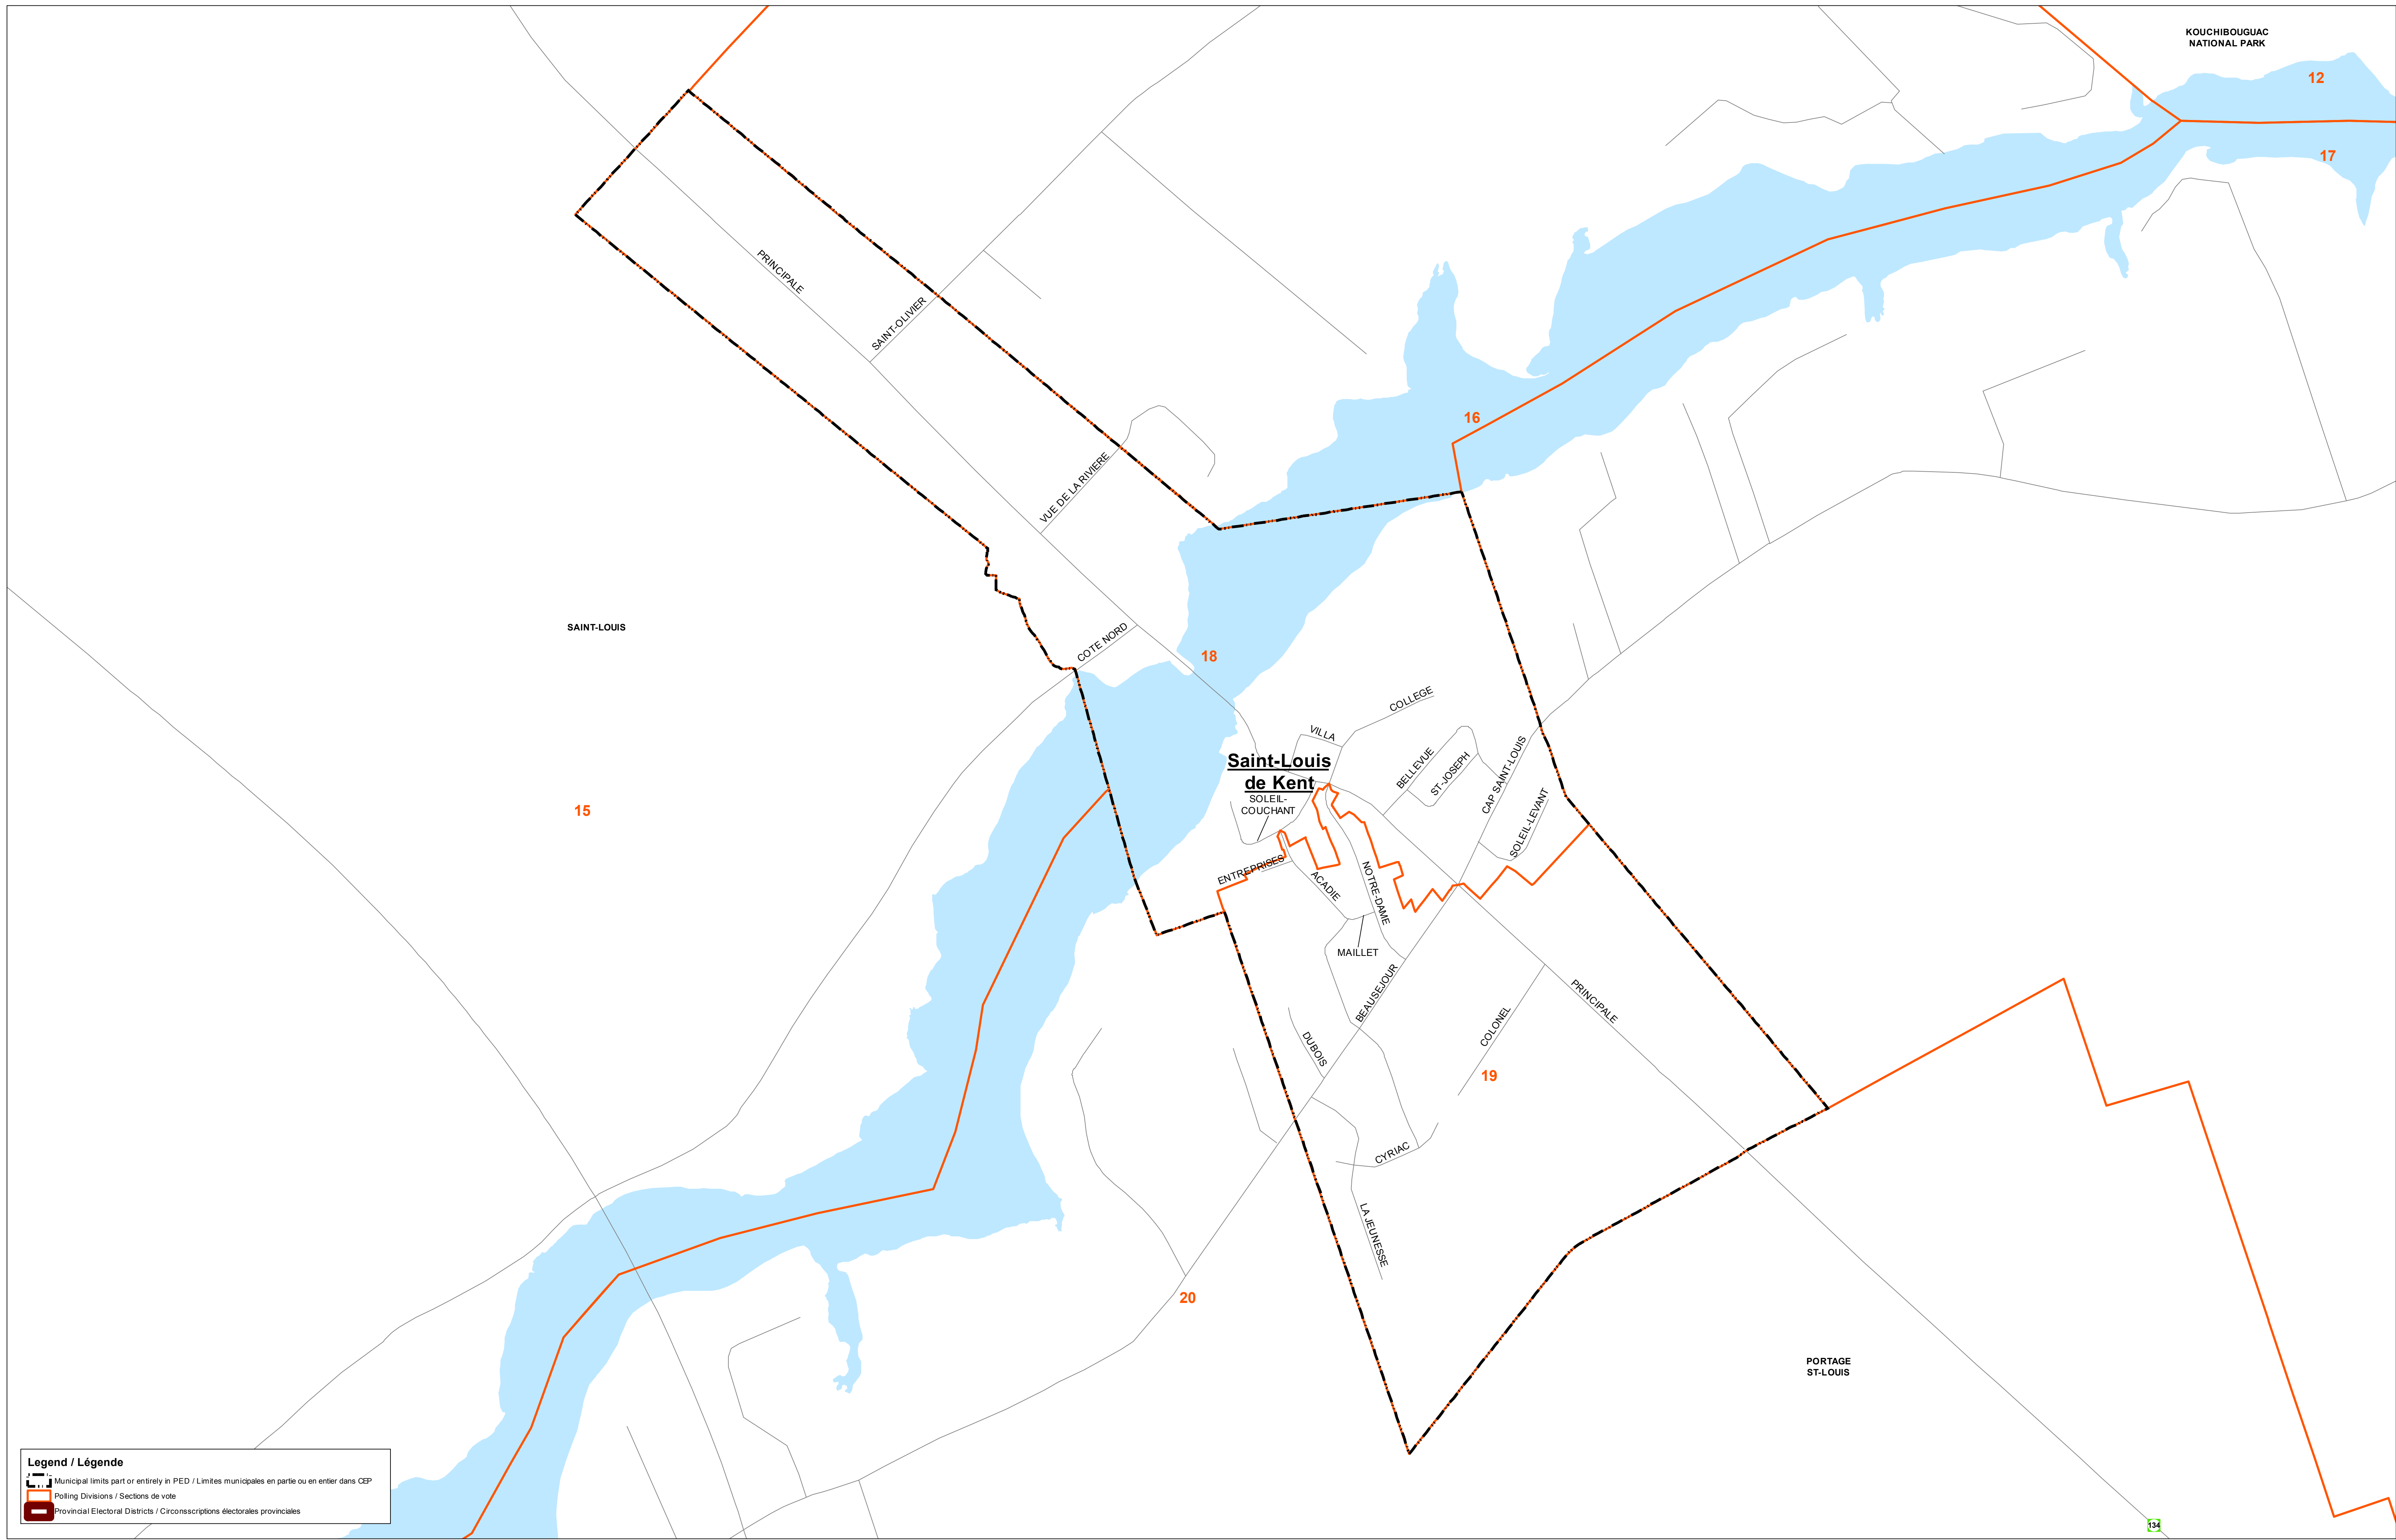 KOUCHIBOUGUAC
NATIONAL PARK
12
17
PRINCIPALE
SAINT-OLIVIER
16
VUE DE LA RIVIERE
SAINT-LOUIS
COTE NORD
18
COLLEGE
VILLA
Saint-Louis
de Kent
BELLEVUE
ST-JOSEPH
CAP SAINT-LOUIS
SOLEIL-
COUCHANT
SOLEIL-LEVANT
15
ENTREPRISES
ACADIE
NOTRE-DAME
MAILLET
BEAUSEJOUR
PRINCIPALE
COLONEL
DUBOIS
19
CYRIAC
LA JEUNESSE
20
PORTAGE
ST-LOUIS
Legend / Légende
Municipal limits part or entirely in PED / Limites municipales en partie ou en entier dans CEP
Polling Divisions / Sections de vote
Provincial Electoral Districts / Circonsscriptions électorales provinciales
134